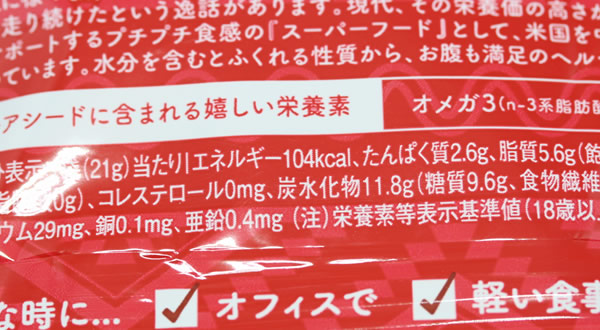 走り続けたという逸話があります。現代、その栄養価の高さが
ポートするプチプチ食感の『スーパーフード』として、米国を中
ています。水分を含むとふくれる性質から、お腹も満足のヘル
アシードに含まれる嬉しい栄養素 オメガ3(n-3系脂肪酸
表示 (21g)当たり|エネルギー104kcal、たんぱく質2.6g、脂質5.6g(飽
0g)、コレステロール0mg、炭水化物11.8g(糖質9.6g、食物繊維
ウム29mg、銅0.1mg、亜鉛0.4mg (注)栄養素等表示基準値(18歳以
な時に… オフィスで 軽い食事